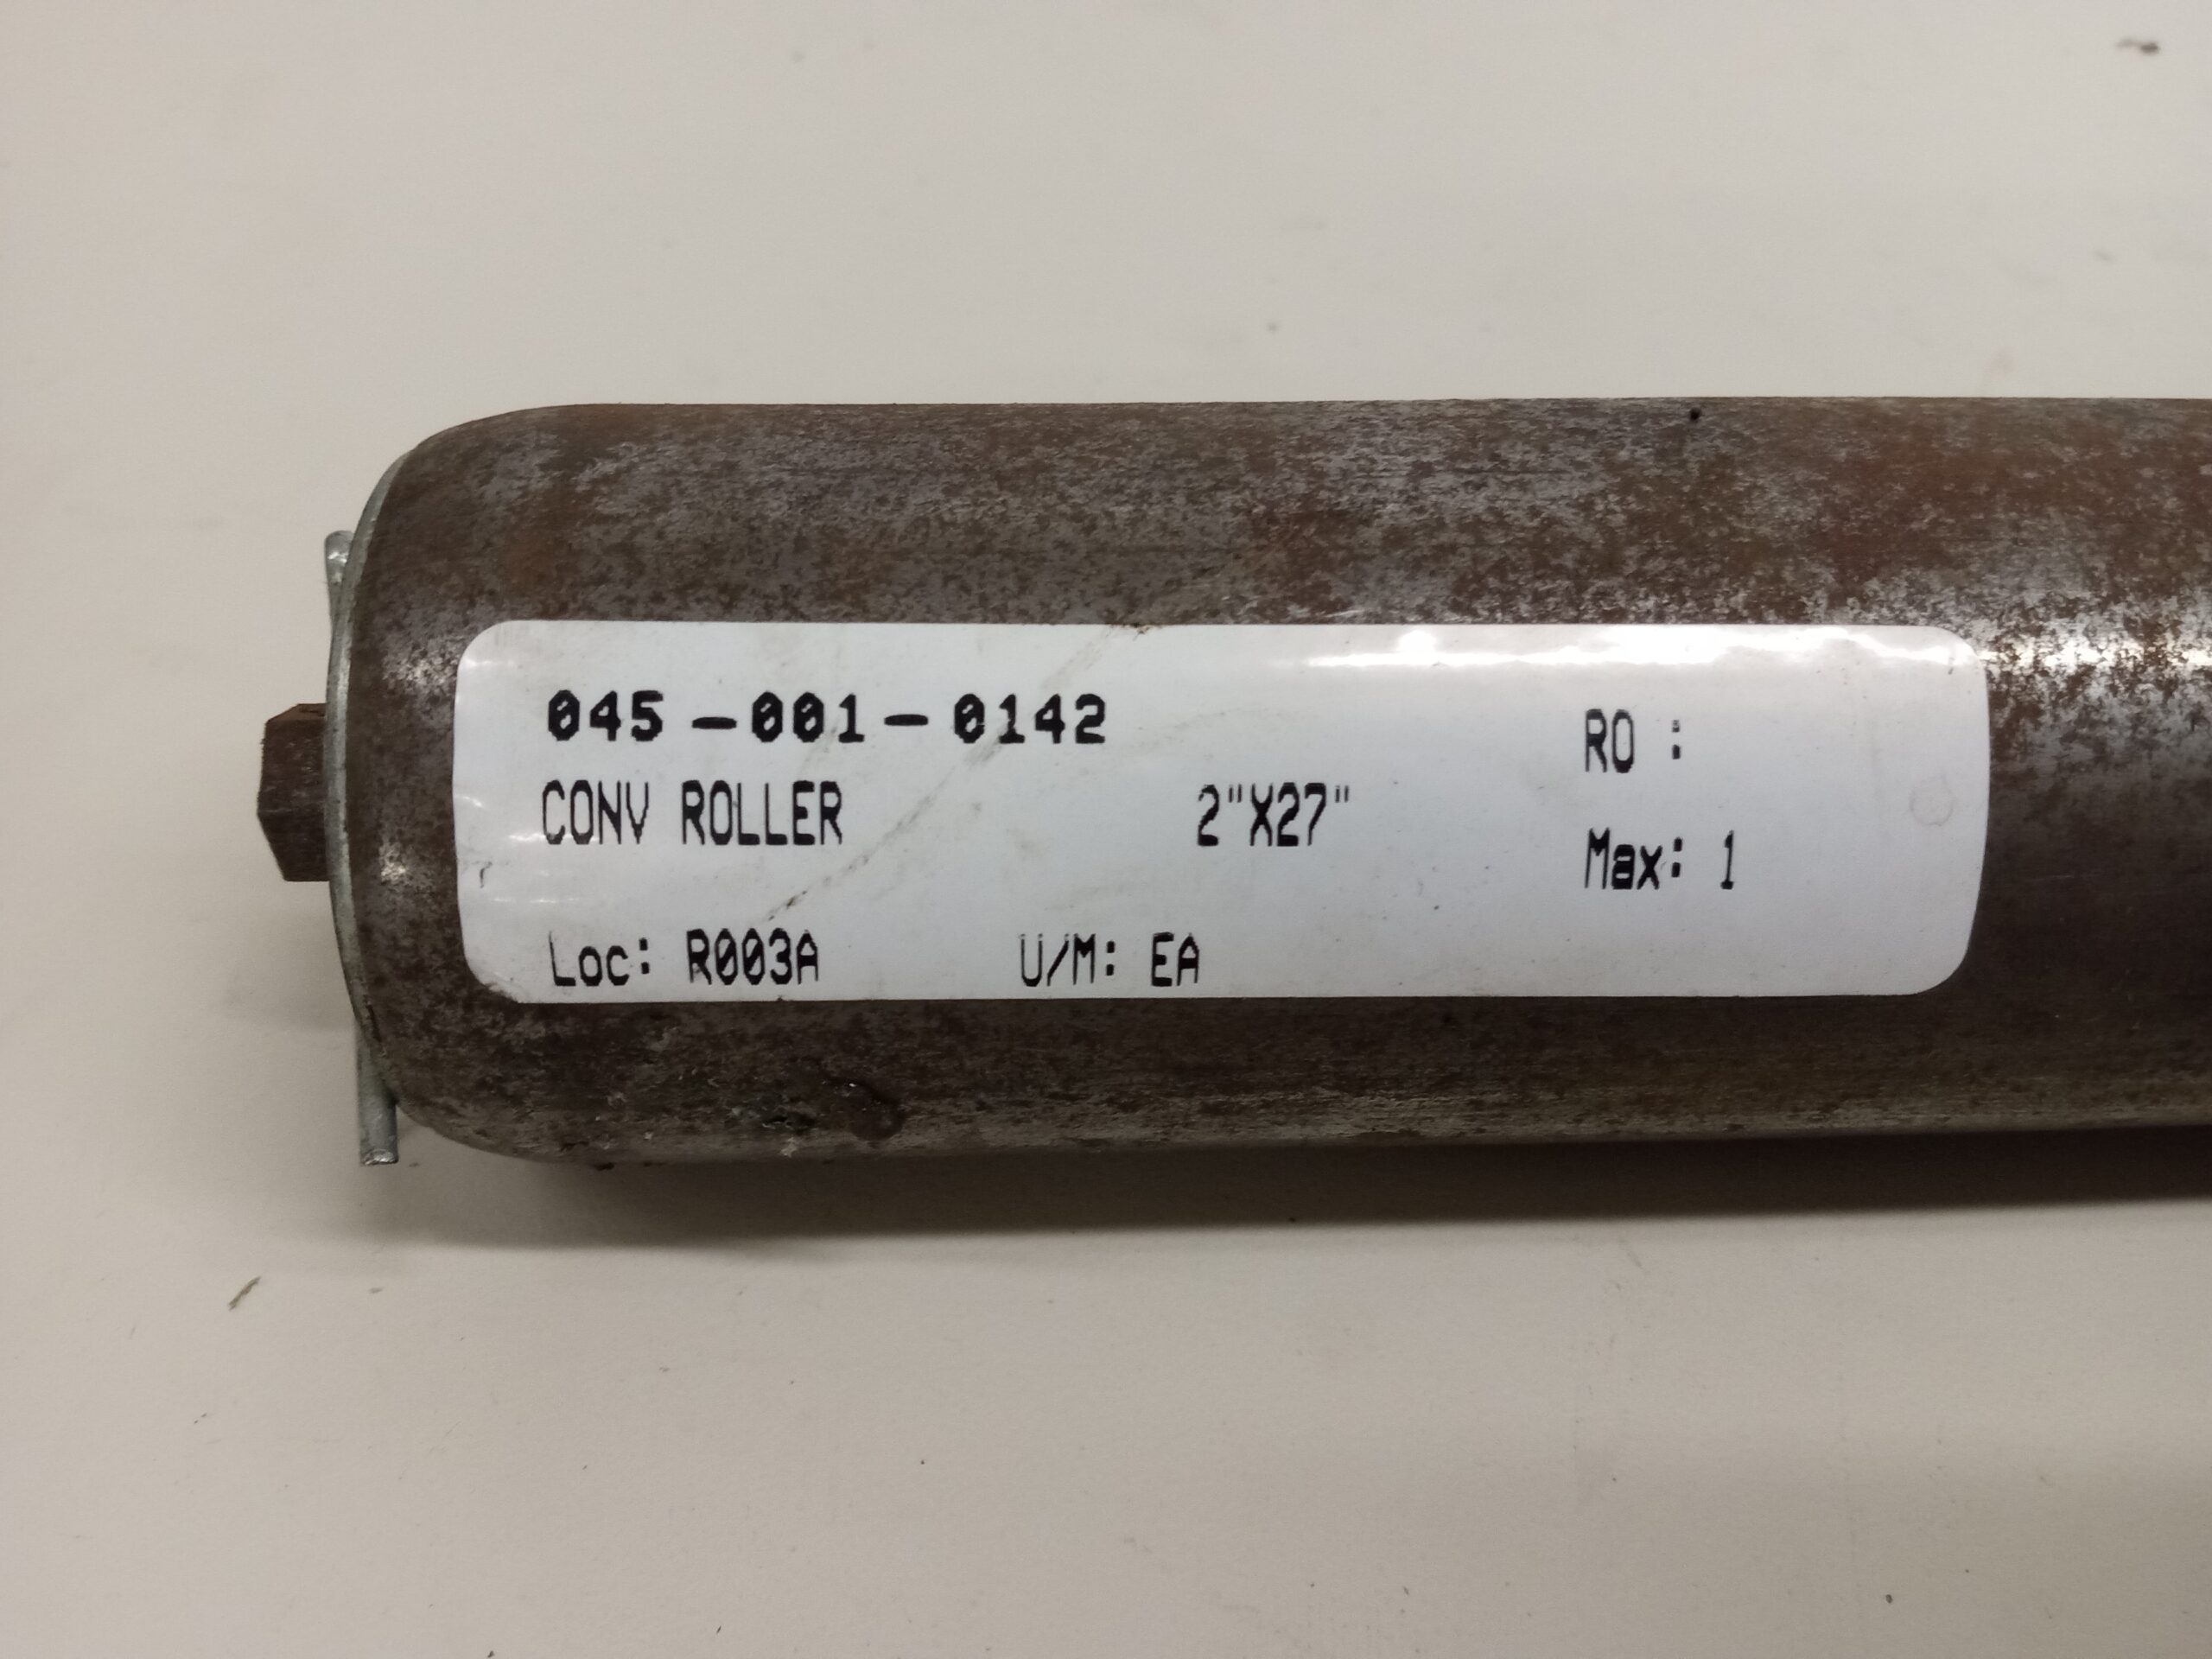 045-001-0142
RO :
CONV ROLLER 2"X27"
Max: 1
Loc: R003A U/M: EA